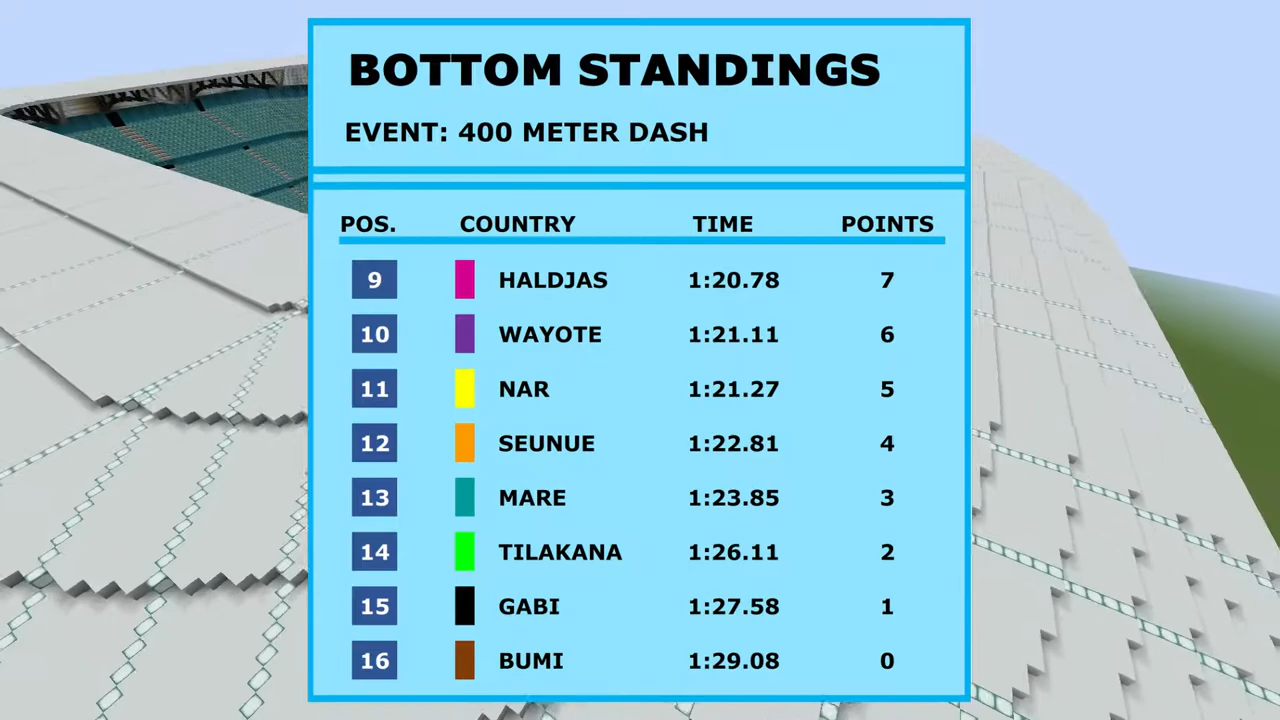 BOTTOM STANDINGS
EVENT: 400 METER DASH
POS. COUNTRY TIME POINTS
9 HALDJAS 1:20.78 7
10 WAYOTE 1:21.11 6
11 NAR 1:21.27 5
12 SEUNUE 1:22.81 4
13 MARE 1:23.85 3
14 TILAKANA 1:26.11 2
15 GABI 1:27.58 1
16 BUMI 1:29.08 0